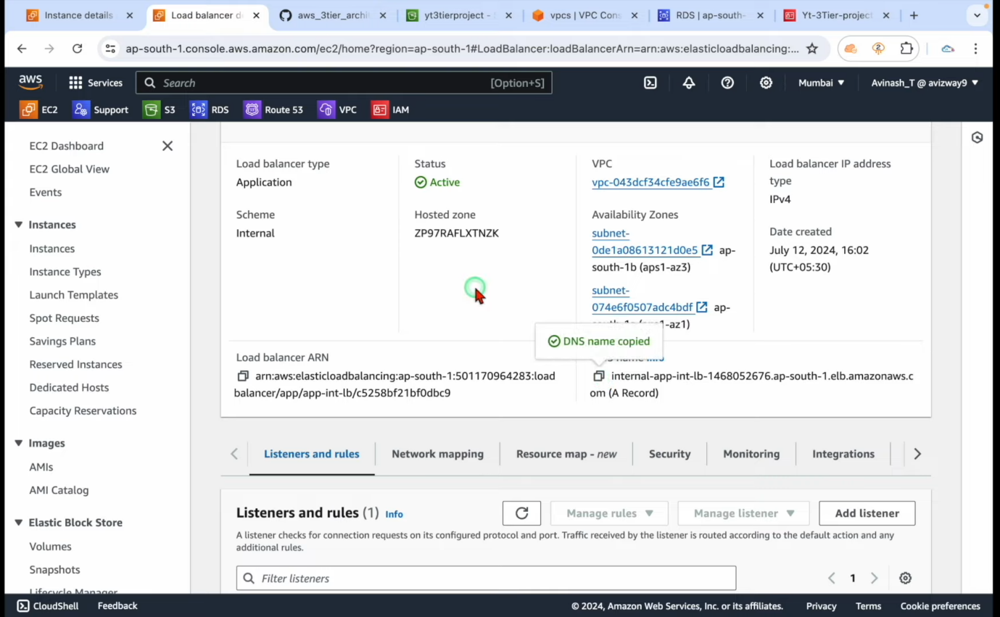 Instance details
Load balancer d
aws_3tier_archi
yt3tierproject -
vpcs | VPC Con
RDS | ap-south-
Yt-3Tier-project
ap-south-1.console.aws.amazon.com/ec2/home?region=ap-south-1#LoadBalancer:loadBalancerArn=arn:aws:elasticloadbalancing:...
aws Services Search [Option+S] Mumbai Avinash_T @ avizway9
EC2 Support S3 RDS Route 53 VPC IAM
EC2 Dashboard
EC2 Global View
Events
Instances
Instances
Instance Types
Launch Templates
Spot Requests
Savings Plans
Reserved Instances
Dedicated Hosts
Capacity Reservations
Images
AMIs
AMI Catalog
Elastic Block Store
Volumes
Snapshots
Lifecycle Manager
Load balancer type
Application
Status
Active
VPC
vpc-043dcf34cfe9ae6f6
Load balancer IP address
type
IPv4
Scheme
Internal
Hosted zone
ZP97RAFLXTNZK
Availability Zones
subnet-
0de1a08613121d0e5 ap-
south-1b (aps1-az3)
subnet-
074e6f0507adc4bdf ap-
-az1)
Date created
July 12, 2024, 16:02
(UTC+05:30)
DNS name copied
Load balancer ARN
arn:aws:elasticloadbalancing:ap-south-1:501170964283:load
balancer/app/app-int-lb/c5258bf21bf0dbc9
name Info
internal-app-int-lb-1468052676.ap-south-1.elb.amazonaws.c
om (A Record)
Listeners and rules
Network mapping
Resource map - new
Security
Monitoring
Integrations
Listeners and rules (1) Info
Manage rules
Manage listener
Add listener
A listener checks for connection requests on its configured protocol and port. Traffic received by the listener is routed according to the default action and any
additional rules.
Filter listeners
1
CloudShell Feedback © 2024, Amazon Web Services, Inc. or its affiliates. Privacy Terms Cookie preferences